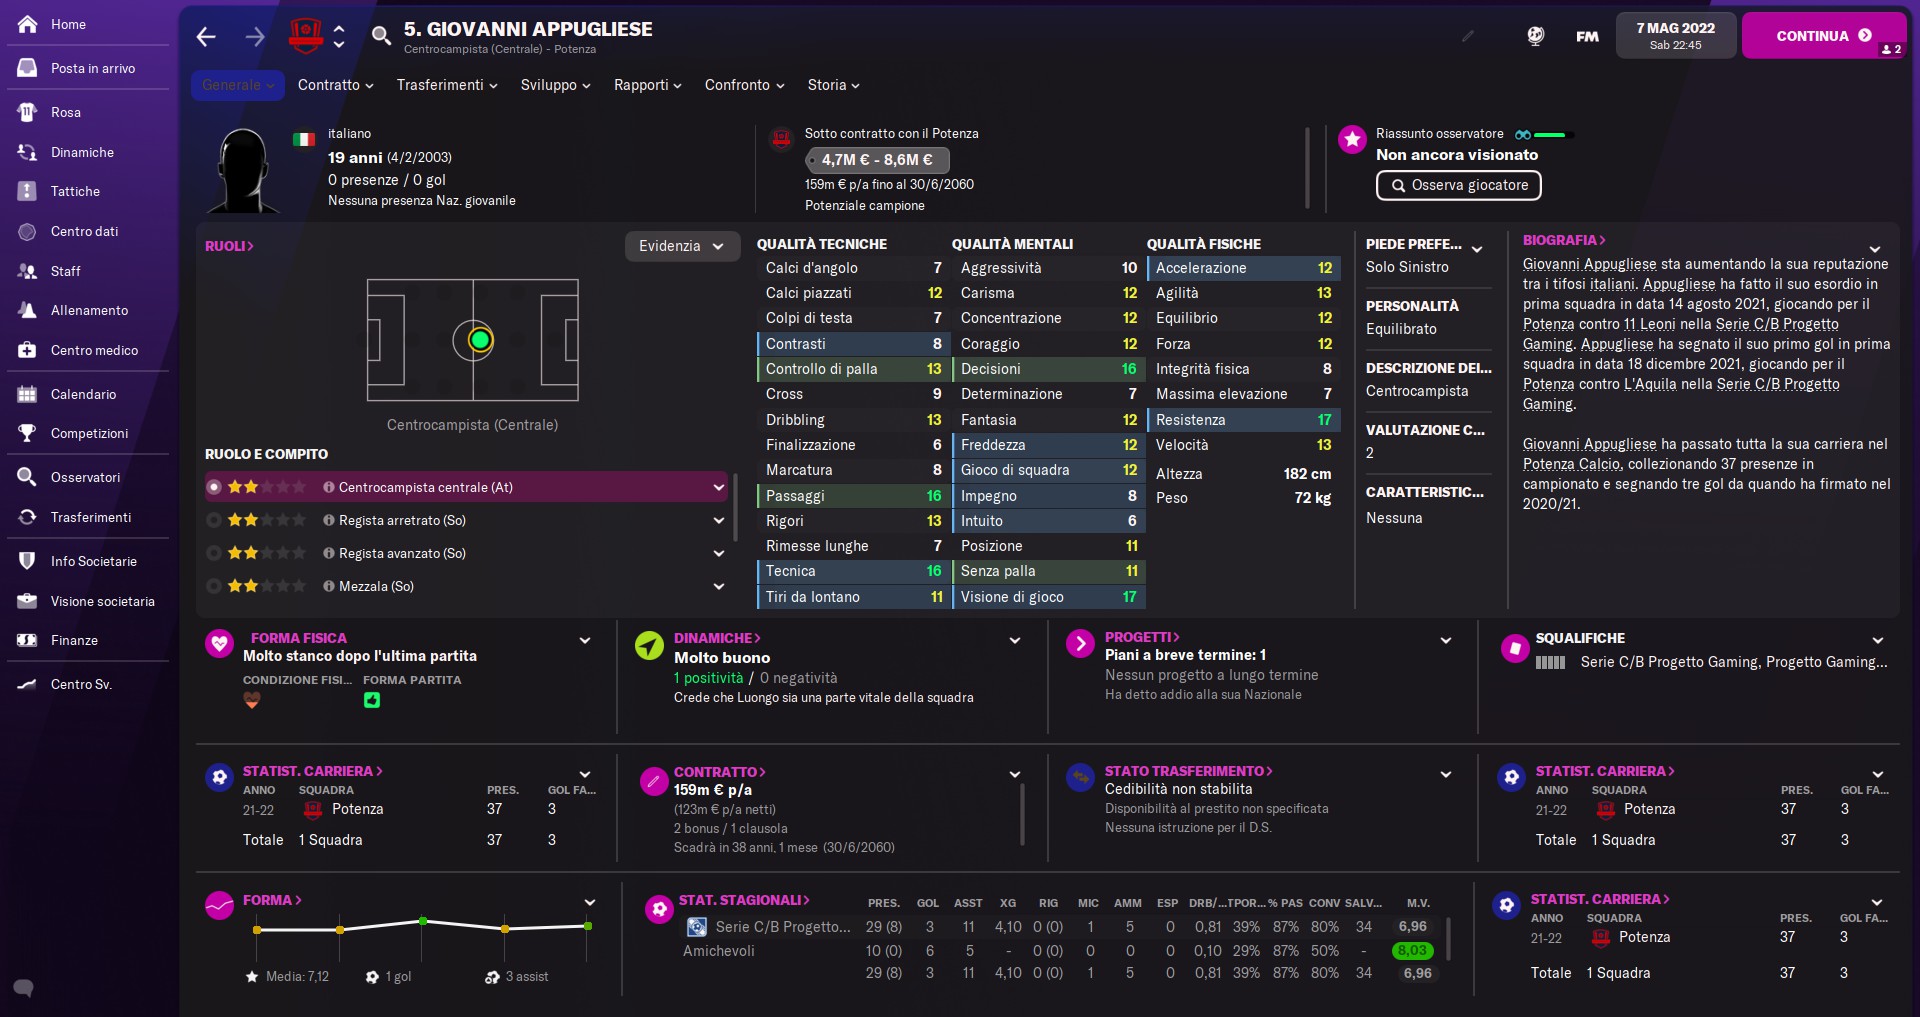 Home
Posta in arrivo
Rosa
Dinamiche
Tattiche
Centro dati
Staff
Allenamento
Centro medico
Calendario
Competizioni
Osservatori
Trasferimenti
Info Societarie
Visione societaria
Finanze
Centro Sv.
5. GIOVANNI APPUGLIESE
Centrocampista (Centrale) - Potenza
FM
7 MAG 2022
Sab 22:45
CONTINUA
2
Generale
Contratto
Trasferimenti
Sviluppo
Rapporti
Confronto
Storia
italiano
19 anni (4/2/2003)
0 presenze / 0 gol
Nessuna presenza Naz. giovanile
Sotto contratto con il Potenza
4,7M € - 8,6M €
159m € p/a fino al 30/6/2060
Potenziale campione
Riassunto osservatore
Non ancora visionato
Osserva giocatore
RUOLI
Evidenzia
Centrocampista (Centrale)
RUOLO E COMPITO
Centrocampista centrale (At)
Regista arretrato (So)
Regista avanzato (So)
Mezzala (So)
QUALITÀ TECNICHE
Calci d'angolo 7
Calci piazzati 12
Colpi di testa 7
Contrasti 8
Controllo di palla 13
Cross 9
Dribbling 13
Finalizzazione 6
Marcatura 8
Passaggi 16
Rigori 13
Rimesse lunghe 7
Tecnica 16
Tiri da lontano 11
QUALITÀ MENTALI
Aggressività 10
Carisma 12
Concentrazione 12
Coraggio 12
Decisioni 16
Determinazione 7
Fantasia 12
Freddezza 12
Gioco di squadra 12
Impegno 8
Intuito 6
Posizione 11
Senza palla 11
Visione di gioco 17
QUALITÀ FISICHE
Accelerazione 12
Agilità 13
Equilibrio 12
Forza 12
Integrità fisica 8
Massima elevazione 7
Resistenza 17
Velocità 13
Altezza 182 cm
Peso 72 kg
PIEDE PREFE...
Solo Sinistro
PERSONALITÀ
Equilibrato
DESCRIZIONE DEI...
Centrocampista
VALUTAZIONE C...
2
CARATTERISTIC...
Nessuna
BIOGRAFIA
Giovanni Appugliese sta aumentando la sua reputazione
tra i tifosi italiani. Appugliese ha fatto il suo esordio in
prima squadra in data 14 agosto 2021, giocando per il
Potenza contro 11 Leoni nella Serie C/B Progetto
Gaming. Appugliese ha segnato il suo primo gol in prima
squadra in data 18 dicembre 2021, giocando per il
Potenza contro L'Aquila nella Serie C/B Progetto
Gaming.
Giovanni Appugliese ha passato tutta la sua carriera nel
Potenza Calcio, collezionando 37 presenze in
campionato e segnando tre gol da quando ha firmato nel
2020/21.
FORMA FISICA
Molto stanco dopo l'ultima partita
CONDIZIONE FISI... FORMA PARTITA
DINAMICHE
Molto buono
1 positività / 0 negatività
Crede che Luongo sia una parte vitale della squadra
PROGETTI
Piani a breve termine: 1
Nessun progetto a lungo termine
Ha detto addio alla sua Nazionale
SQUALIFICHE
Serie C/B Progetto Gaming, Progetto Gaming...
STATIST. CARRIERA
ANNO SQUADRA PRES. GOL FA...
21-22 Potenza 37 3
Totale 1 Squadra 37 3
CONTRATTO
159m € p/a
(123m € p/a netti)
2 bonus / 1 clausola
Scadrà in 38 anni, 1 mese (30/6/2060)
STATO TRASFERIMENTO
Cedibilità non stabilita
Disponibilità al prestito non specificata
Nessuna istruzione per il D.S.
STATIST. CARRIERA
ANNO SQUADRA PRES. GOL FA...
21-22 Potenza 37 3
Totale 1 Squadra 37 3
FORMA
Media: 7,12 1 gol 3 assist
STAT. STAGIONALI PRES. GOL ASST XG RIG MIC AMM ESP DRB/... TPOR... % PAS CONV SALV... M.V.
Serie C/B Progetto... 29 (8) 3 11 4,10 0 (0) 1 5 0 0,81 39% 87% 80% 34 6,96
Amichevoli 10 (0) 6 5 - 0 (0) 0 0 0 0,10 29% 87% 50% - 8,03
29 (8) 3 11 4,10 0 (0) 1 5 0 0,81 39% 87% 80% 34 6,96
STATIST. CARRIERA
ANNO SQUADRA PRES. GOL FA...
21-22 Potenza 37 3
Totale 1 Squadra 37 3